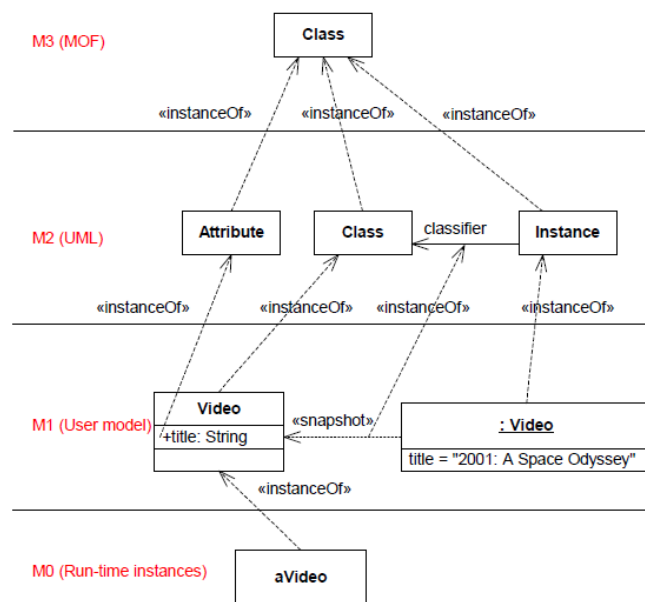 M3 (MOF)
Class
«instanceOf»
«instanceOf»
«instanceOf»
M2 (UML)
Attribute
Class
classifier
Instance
«instanceOf»
«instanceOf»
«instanceOf»
«instanceOf»
M1 (User model)
Video
+title: String
«snapshot»
: Video
title = "2001: A Space Odyssey"
«instanceOf»
M0 (Run-time instances)
aVideo